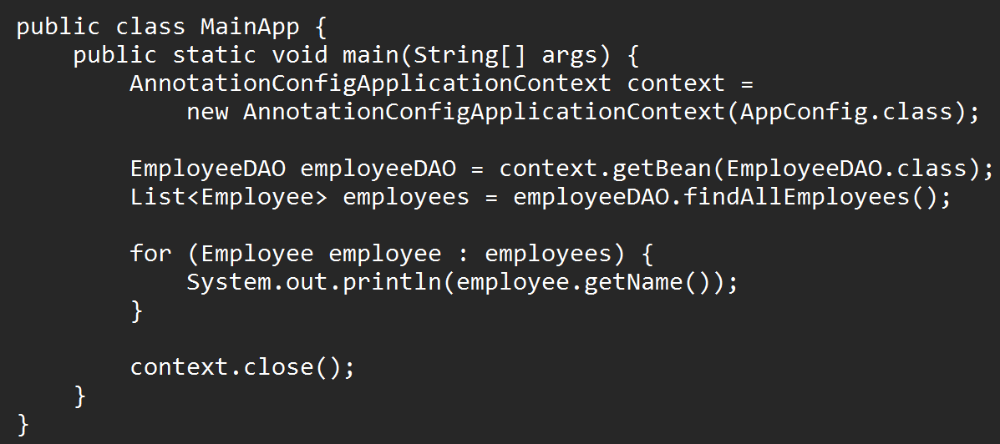 public class MainApp {
    public static void main(String[] args) {
        AnnotationConfigApplicationContext context =
            new AnnotationConfigApplicationContext(AppConfig.class);

        EmployeeDAO employeeDAO = context.getBean(EmployeeDAO.class);
        List<Employee> employees = employeeDAO.findAllEmployees();

        for (Employee employee : employees) {
            System.out.println(employee.getName());
        }

        context.close();
    }
}